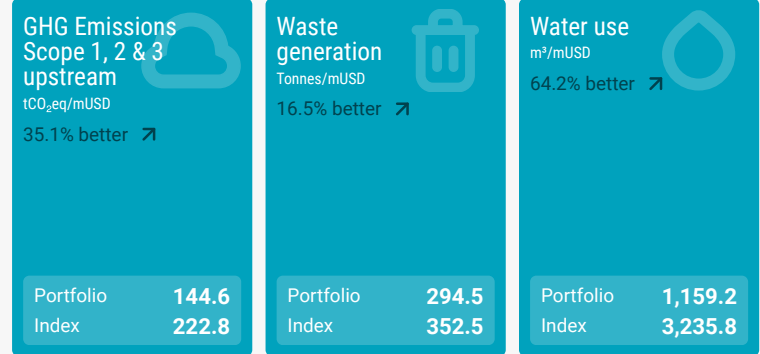 GHG Emissions
Scope 1, 2 & 3
upstream
tCO₂eq/mUSD
35.1% better
Portfolio 144.6
Index 222.8
Waste
generation
Tonnes/mUSD
16.5% better
Portfolio 294.5
Index 352.5
Water use
m³/mUSD
64.2% better
Portfolio 1,159.2
Index 3,235.8